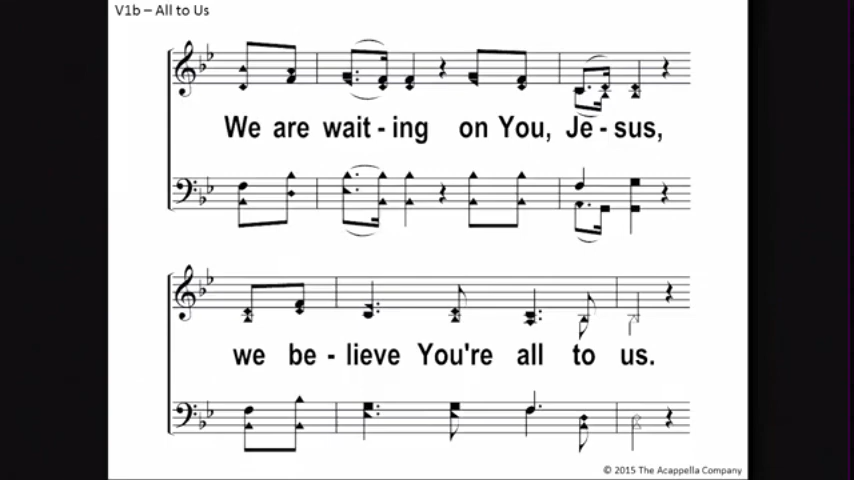 V1b – All to Us
We are wait - ing on You, Je - sus,
we be - lieve You're all to us.
© 2015 The Acappella Company